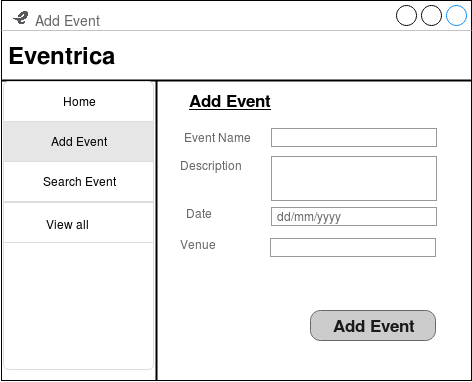 Add Event
Eventrica
Home
Add Event
Search Event
View all
Add Event
Event Name
Description
Date
dd/mm/yyyy
Venue
Add Event